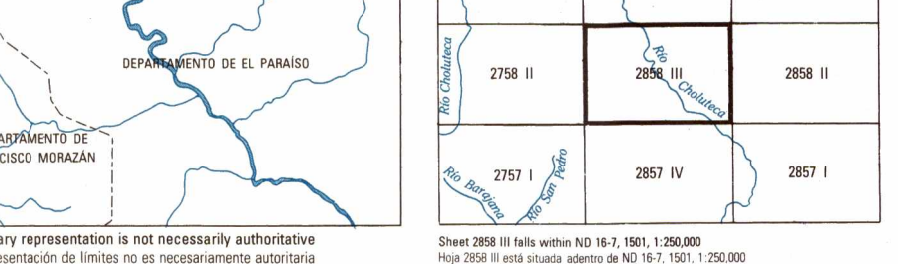 DEPARTAMENTO DE EL PARAÍSO
ARTAMENTO DE
CISCO MORAZÁN
ary representation is not necessarily authoritative
esentación de límites no es necesariamente autoritaria
Río Choluteca
2758 II
Río
2858 III
Choluteca
2858 II
Río Barajana
2757 I
Río San Pedro
2857 IV
2857 I
Sheet 2858 III falls within ND 16-7, 1501, 1:250,000
Hoja 2858 III está situada adentro de ND 16-7, 1501, 1:250,000